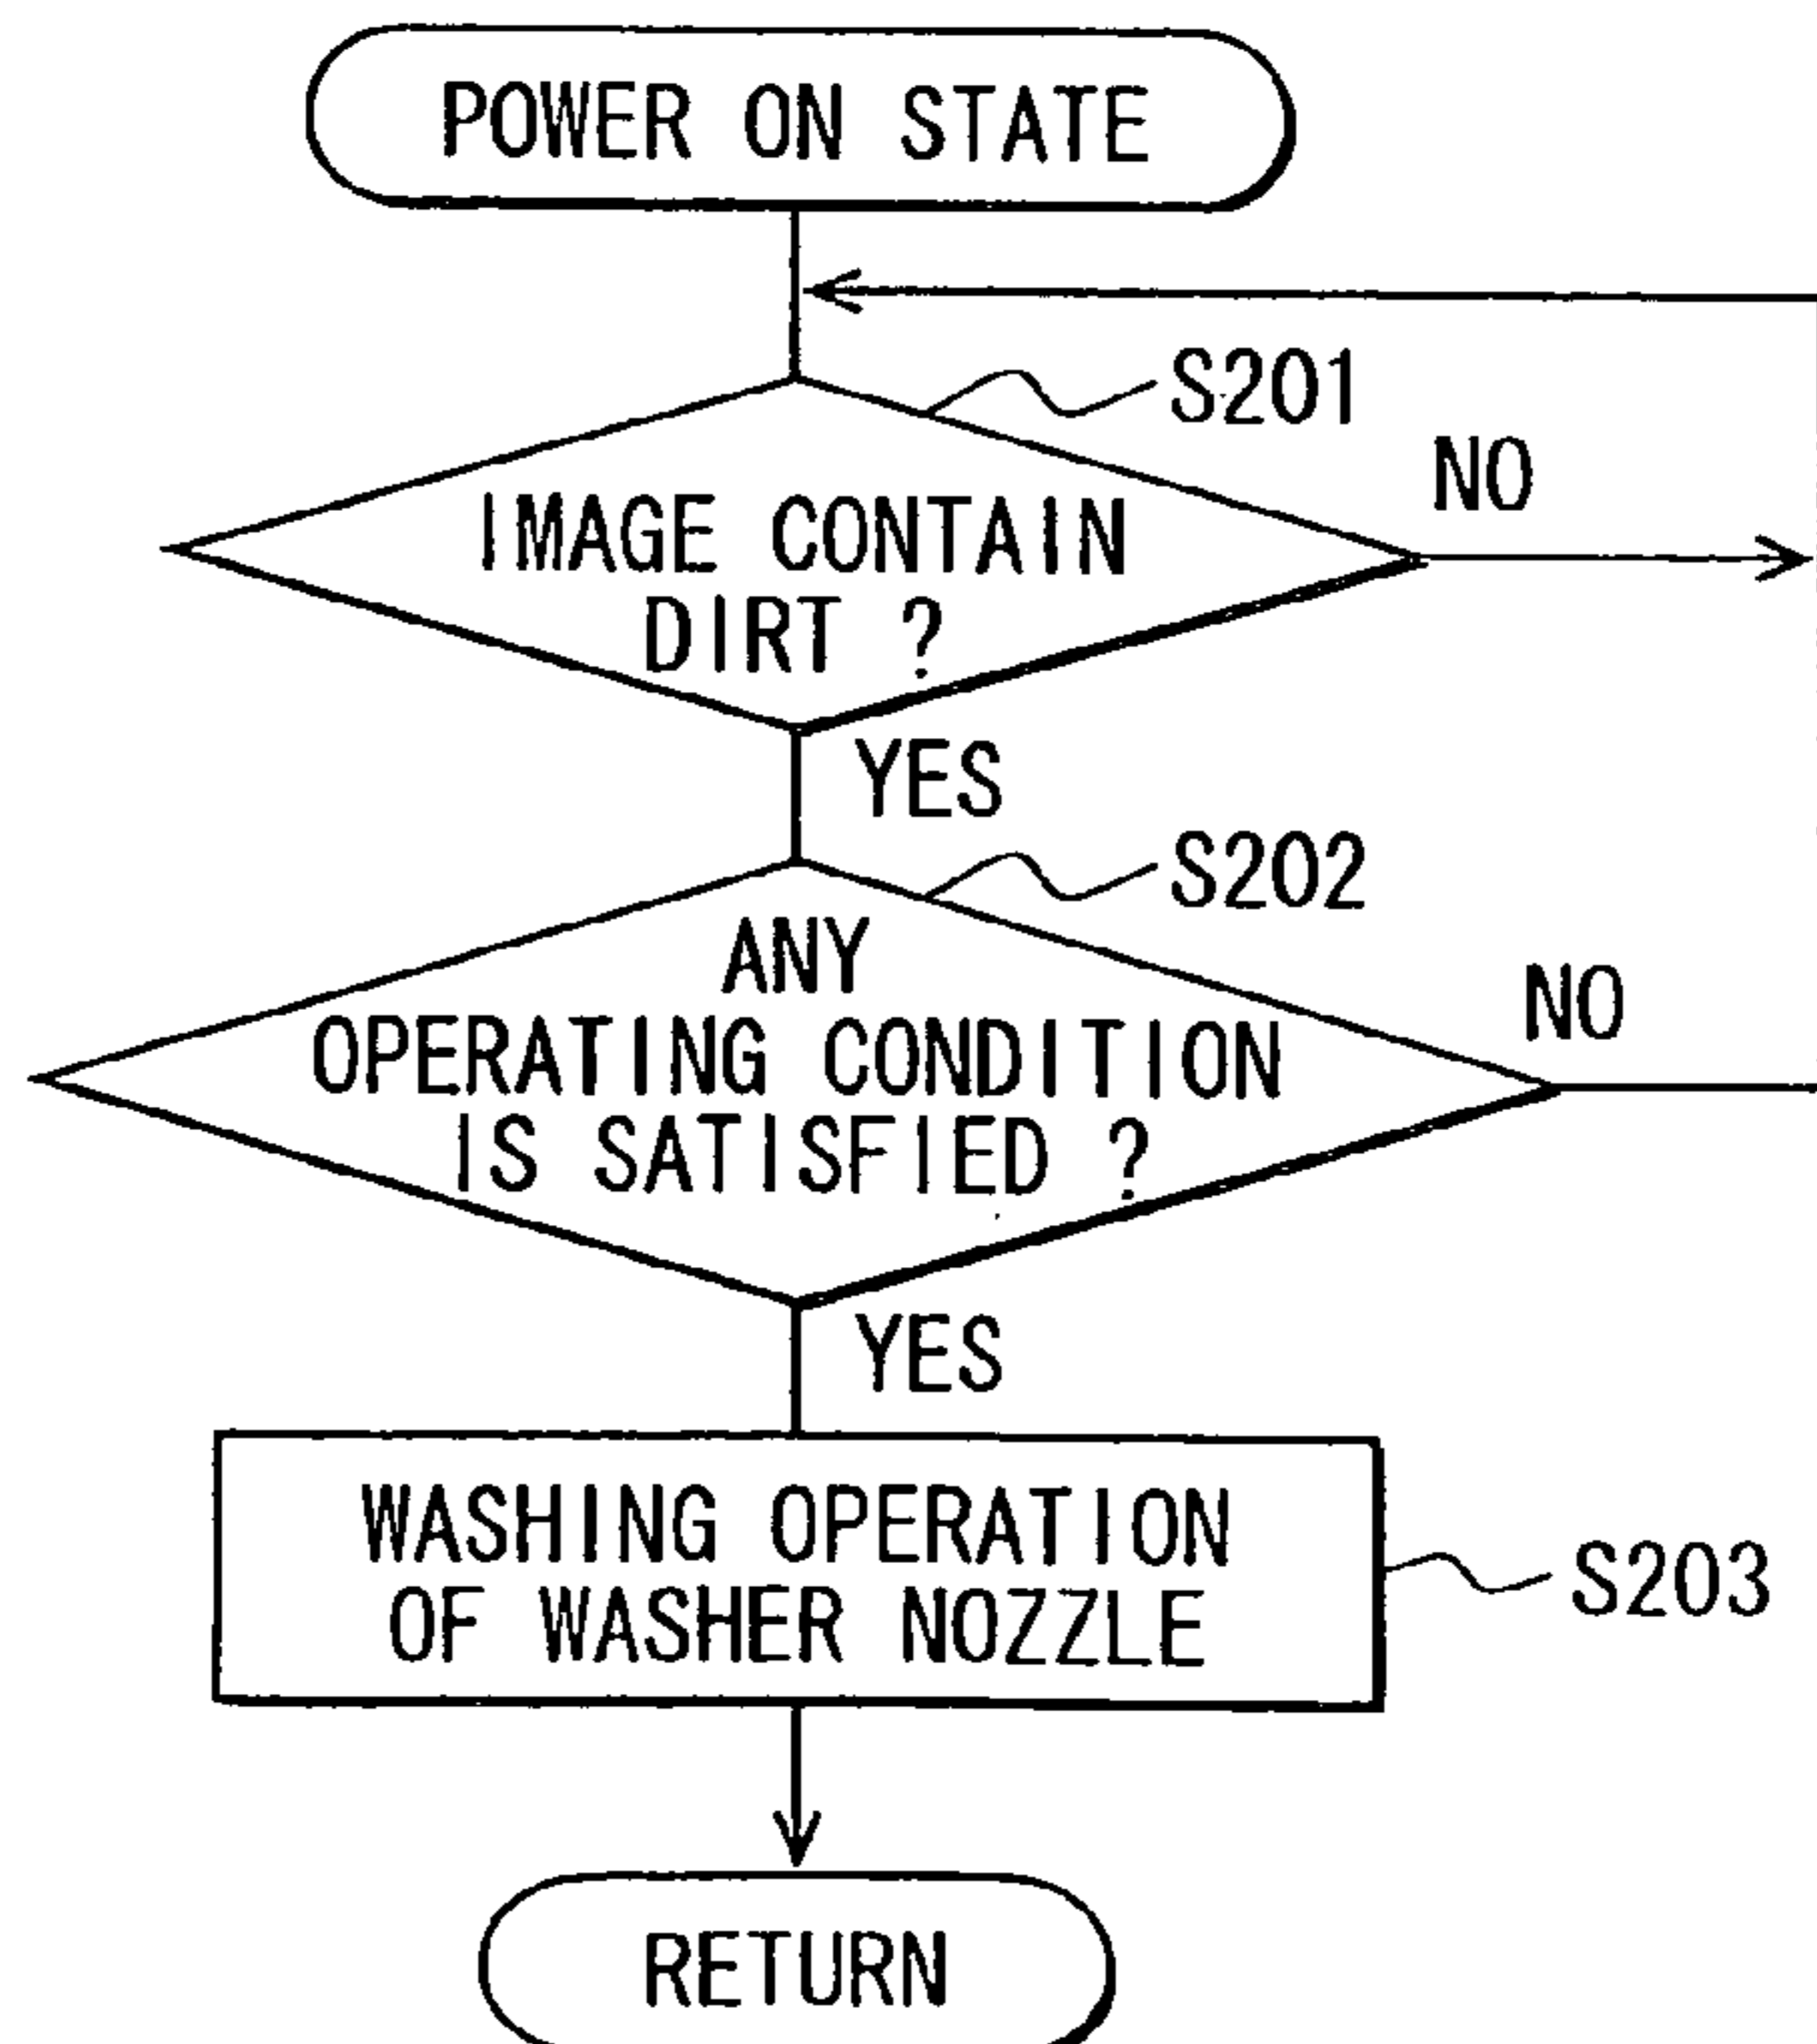 POWER ON STATE
S201
NO
IMAGE CONTAIN
DIRT ?
YES
S202
ANY
NO
OPERATING CONDITION
IS SATISFIED ?
YES
WASHING OPERATION
OF WASHER NOZZLE
S203
RETURN